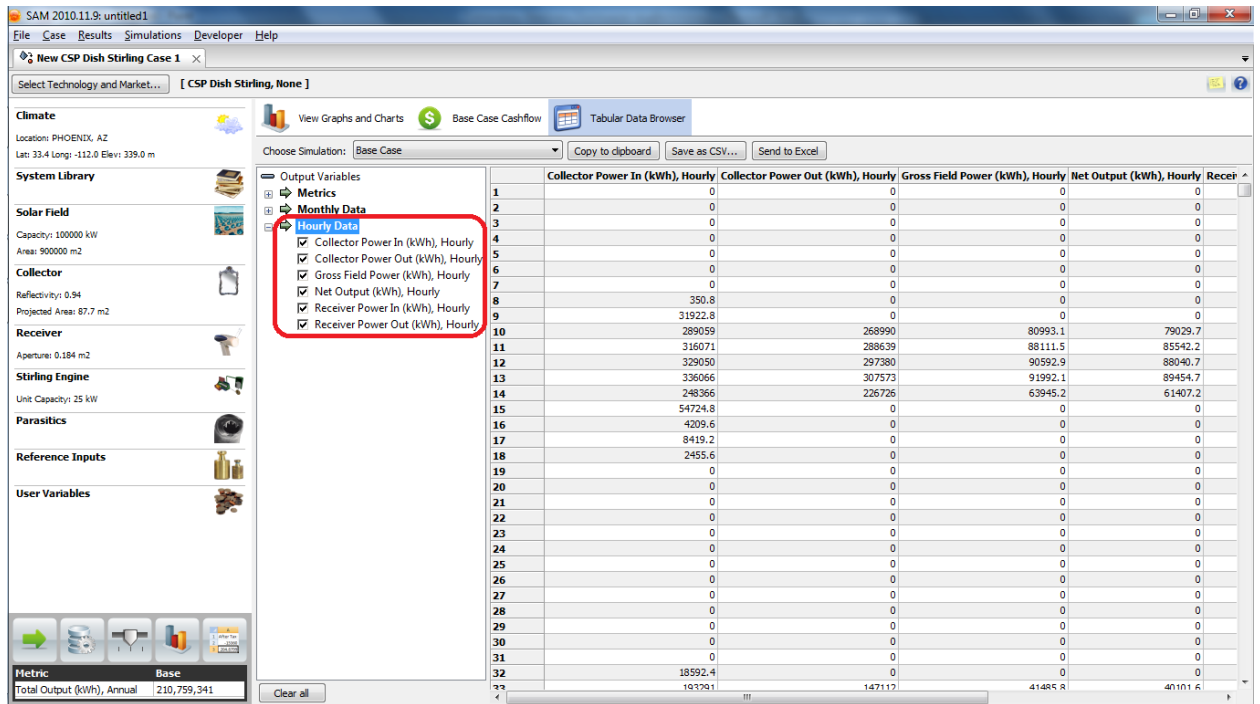 SAM 2010.11.9: untitled1
File Case Results Simulations Developer Help
New CSP Dish Stirling Case 1
Select Technology and Market... [ CSP Dish Stirling, None ]
Climate
Location: PHOENIX, AZ
Lat: 33.4 Long: -112.0 Elev: 339.0 m
System Library
Solar Field
Capacity: 100000 kW
Area: 900000 m2
Collector
Reflectivity: 0.94
Projected Area: 87.7 m2
Receiver
Aperture: 0.184 m2
Stirling Engine
Unit Capacity: 25 kW
Parasitics
Reference Inputs
User Variables
Metric Base
Total Output (kWh), Annual 210,759,341
View Graphs and Charts Base Case Cashflow Tabular Data Browser
Choose Simulation: Base Case Copy to clipboard Save as CSV... Send to Excel
Output Variables
Metrics
Monthly Data
Hourly Data
Collector Power In (kWh), Hourly
Collector Power Out (kWh), Hourly
Gross Field Power (kWh), Hourly
Net Output (kWh), Hourly
Receiver Power In (kWh), Hourly
Receiver Power Out (kWh), Hourly
Clear all
Collector Power In (kWh), Hourly Collector Power Out (kWh), Hourly Gross Field Power (kWh), Hourly Net Output (kWh), Hourly Receiv
1 0 0 0 0
2 0 0 0 0
3 0 0 0 0
4 0 0 0 0
5 0 0 0 0
6 0 0 0 0
7 0 0 0 0
8 350.8 0 0 0
9 31922.8 0 0 0
10 289059 268990 80993.1 79029.7
11 316071 288639 88111.5 85542.2
12 329050 297380 90592.9 88040.7
13 336066 307573 91992.1 89454.7
14 248366 226726 63945.2 61407.2
15 54724.8 0 0 0
16 4209.6 0 0 0
17 8419.2 0 0 0
18 2455.6 0 0 0
19 0 0 0 0
20 0 0 0 0
21 0 0 0 0
22 0 0 0 0
23 0 0 0 0
24 0 0 0 0
25 0 0 0 0
26 0 0 0 0
27 0 0 0 0
28 0 0 0 0
29 0 0 0 0
30 0 0 0 0
31 0 0 0 0
32 18592.4 0 0 0
33 193291 147112 41485.8 40101.6